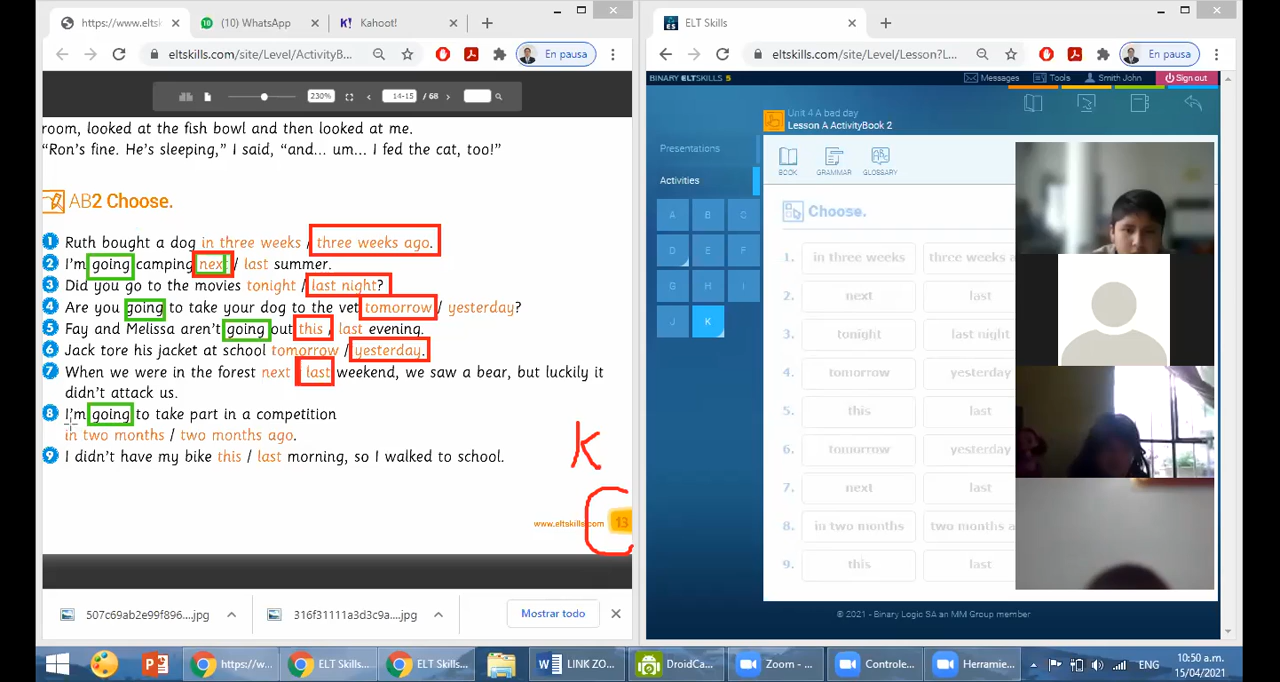 https://www.eltsk
(10) WhatsApp
Kahoot!
eltskills.com/site/Level/ActivityB...
En pausa
230%
14-15 / 68
room, looked at the fish bowl and then looked at me.
“Ron's fine. He's sleeping,” I said, “and... um... I fed the cat, too!”
AB2 Choose.
1 Ruth bought a dog in three weeks / three weeks ago.
2 I'm going camping next / last summer.
3 Did you go to the movies tonight / last night?
4 Are you going to take your dog to the vet tomorrow / yesterday?
5 Fay and Melissa aren't going out this / last evening.
6 Jack tore his jacket at school tomorrow / yesterday.
7 When we were in the forest next / last weekend, we saw a bear, but luckily it
didn't attack us.
8 I'm going to take part in a competition
in two months / two months ago.
9 I didn't have my bike this / last morning, so I walked to school.
K
www.eltskills.com 13
507c69ab2e99f896....jpg
316f31111a3d3c9a....jpg
Mostrar todo
ELT Skills
eltskills.com/site/Level/Lesson?L...
En pausa
BINARY ELTSKILLS 5
Messages
Tools
Smith John
Sign out
Unit 4 A bad day
Lesson A ActivityBook 2
Presentations
Activities
A B C
D E F
G H I
J K
BOOK
GRAMMAR
GLOSSARY
Choose.
1. in three weeks three weeks a
2. next last
3. tonight last night
4. tomorrow yesterday
5. this last
6. tomorrow yesterday
7. next last
8. in two months two months a
9. this last
© 2021 - Binary Logic SA an MM Group member
https://w...
ELT Skills...
ELT Skills...
LINK ZO...
DroidCa...
Zoom - ...
Controle...
Herramie...
ENG
10:50 a.m.
15/04/2021